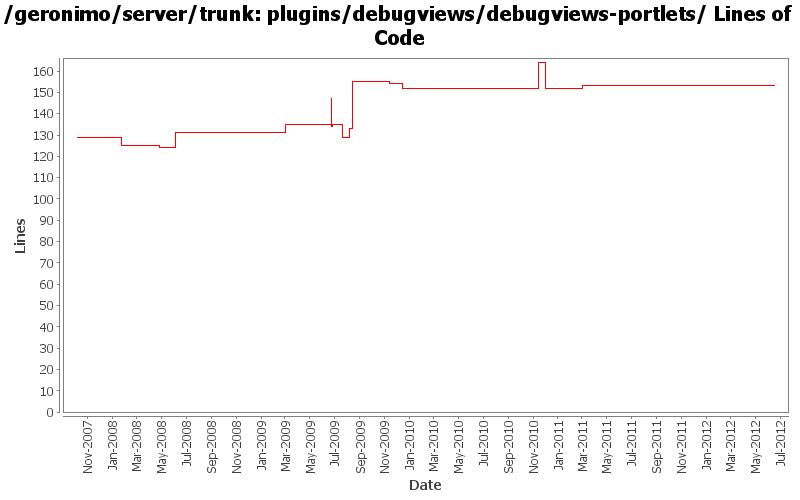 /geronimo/server/trunk: plugins/debugviews/debugviews-portlets/ Lines of
Code
Lines
160
150
140
130
120
110
100
90
80
70
60
50
40
30
20
10
0
Nov-2007
Jan-2008
Mar-2008
May-2008
Jul-2008
Sep-2008
Nov-2008
Jan-2009
Mar-2009
May-2009
Jul-2009
Sep-2009
Nov-2009
Jan-2010
Mar-2010
May-2010
Jul-2010
Sep-2010
Nov-2010
Jan-2011
Mar-2011
May-2011
Jul-2011
Sep-2011
Nov-2011
Jan-2012
Mar-2012
May-2012
Jul-2012
Date